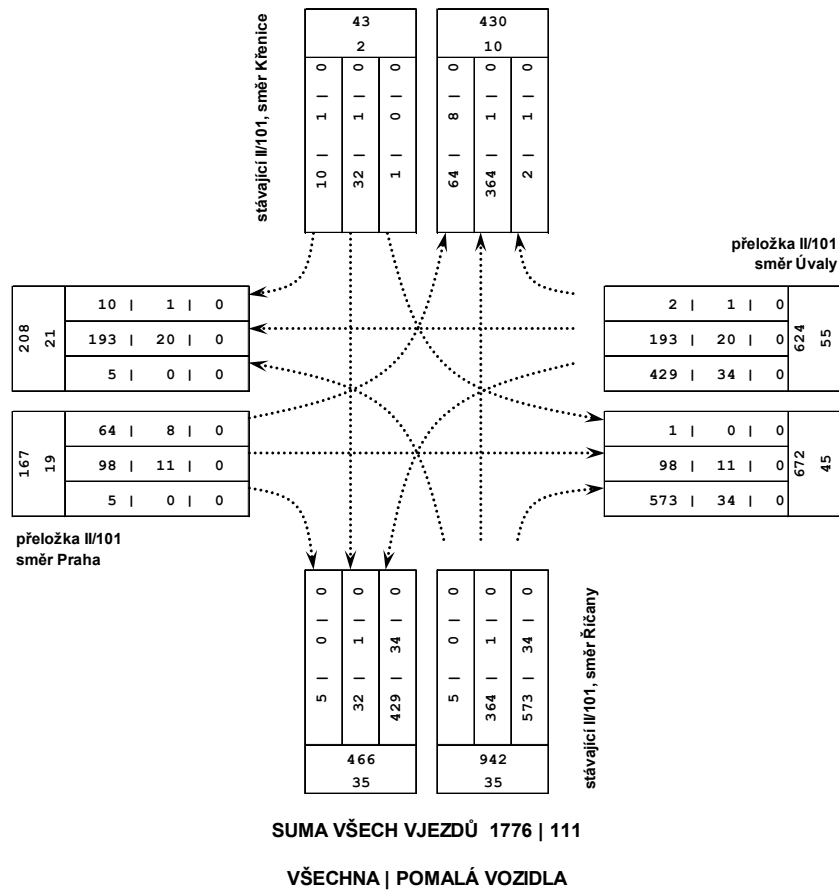 43
2
10 | 1 | 0
32 | 1 | 0
1 | 0 | 0
430
10
64 | 8 | 0
364 | 1 | 0
2 | 1 | 0
stávající II/101, směr Křenice
přeložka II/101
směr Úvaly
208
21
10 | 1 | 0
193 | 20 | 0
5 | 0 | 0
2 | 1 | 0
193 | 20 | 0
429 | 34 | 0
624
55
167
19
64 | 8 | 0
98 | 11 | 0
5 | 0 | 0
1 | 0 | 0
98 | 11 | 0
573 | 34 | 0
672
45
přeložka II/101
směr Praha
5 | 0 | 0
32 | 1 | 0
429 | 34 | 0
466
35
5 | 0 | 0
364 | 1 | 0
573 | 34 | 0
942
35
stávající II/101, směr Říčany
SUMA VŠECH VJEZDŮ 1776 | 111
VŠECHNA | POMALÁ VOZIDLA